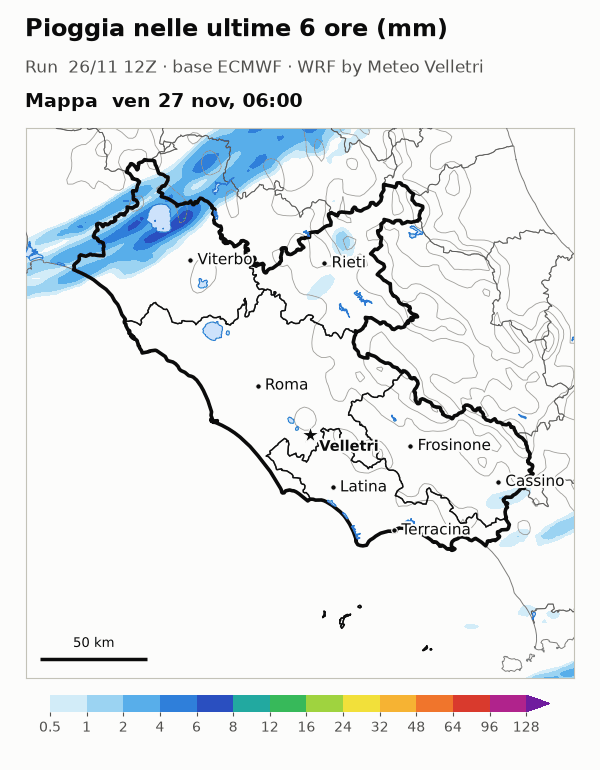 Pioggia nelle ultime 6 ore (mm)
Run  26/11 12Z · base ECMWF · WRF by Meteo Velletri
Mappa  ven 27 nov, 06:00
Viterbo
Rieti
Roma
Velletri
Frosinone
Latina
Cassino
Terracina
50 km
0.5 1 2 4 6 8 12 16 24 32 48 64 96 128